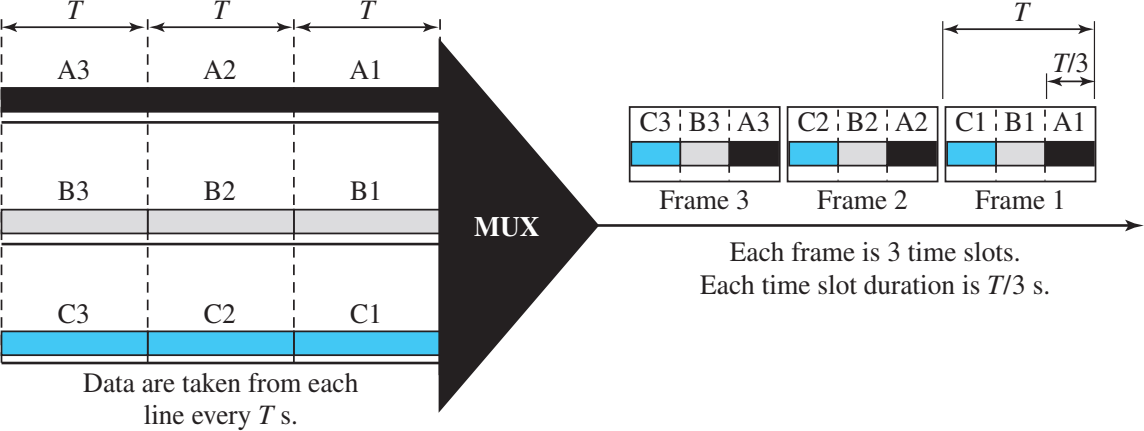 T T T
A3 A2 A1
B3 B2 B1
C3 C2 C1
Data are taken from each
line every T s.
MUX
T
T/3
C3 B3 A3 C2 B2 A2 C1 B1 A1
Frame 3 Frame 2 Frame 1
Each frame is 3 time slots.
Each time slot duration is T/3 s.